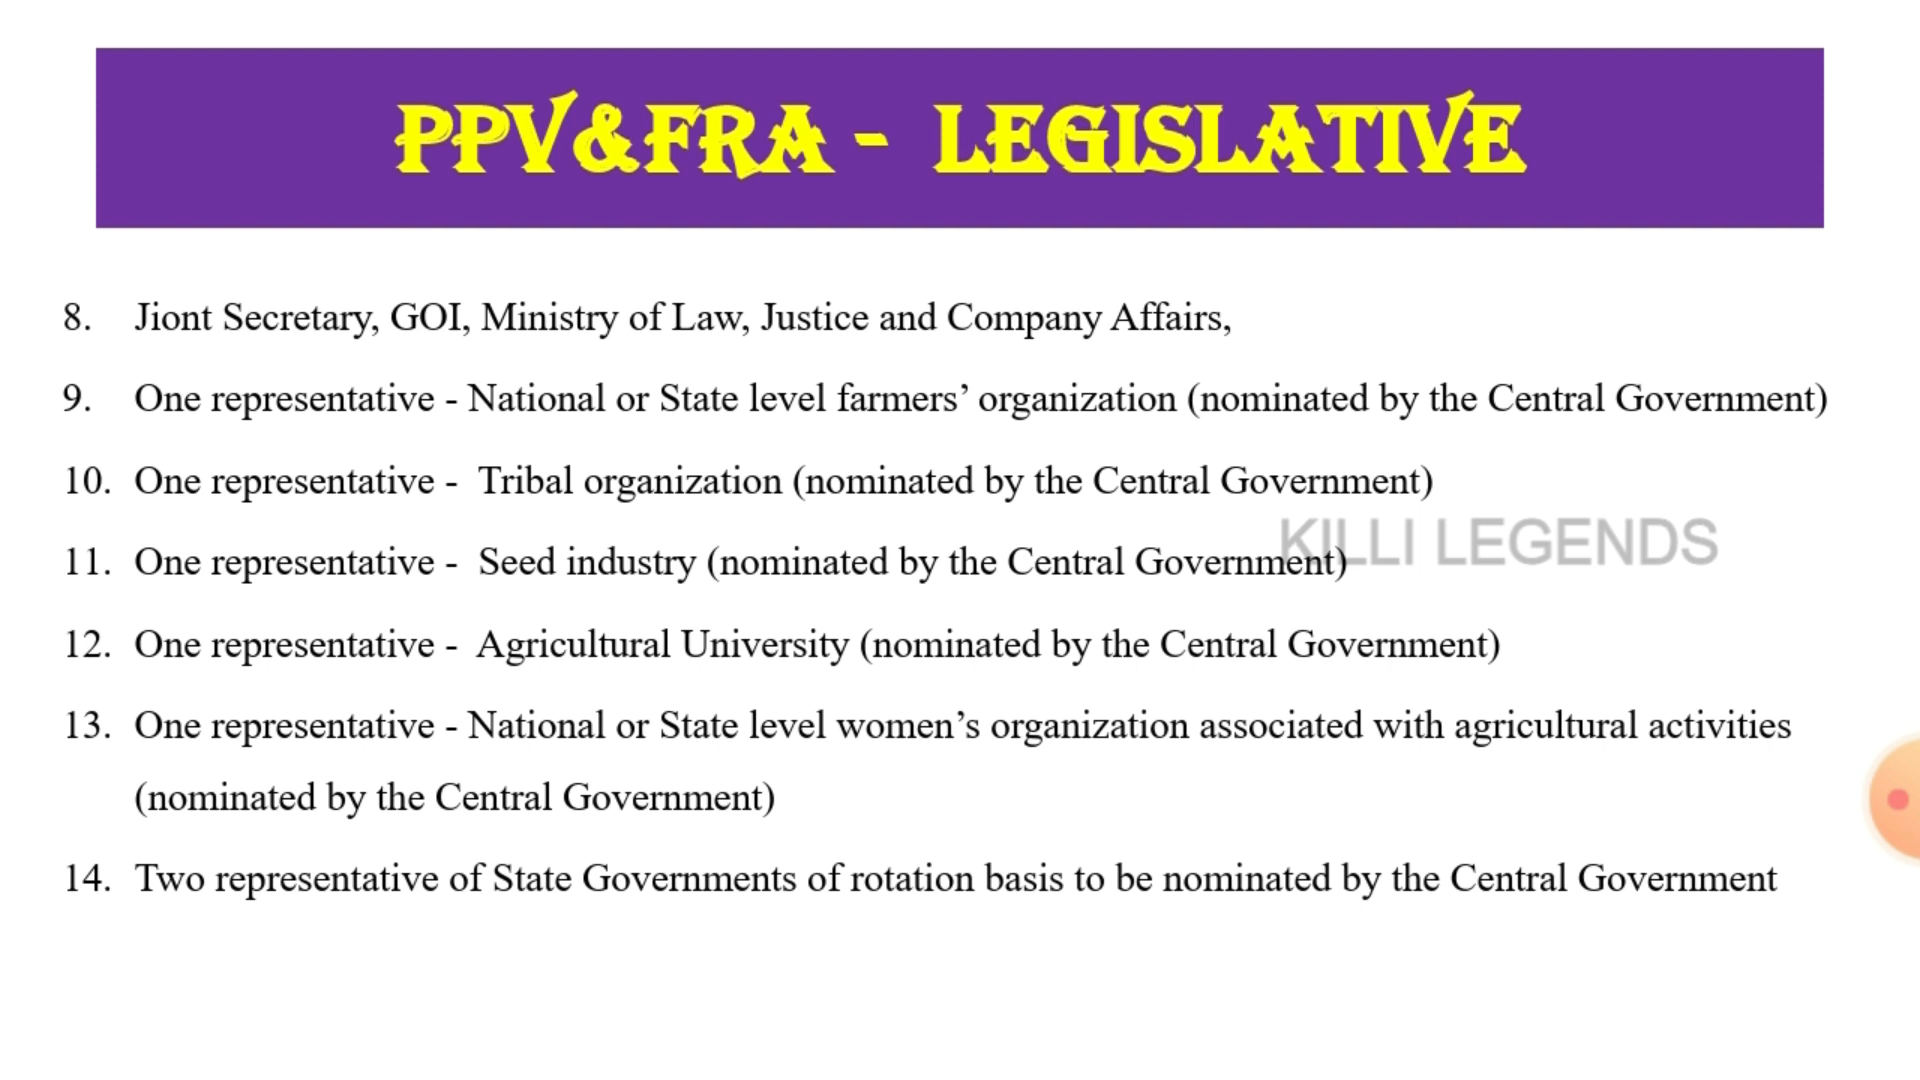 PPV&FRA - LEGISLATIVE
8. Jiont Secretary, GOI, Ministry of Law, Justice and Company Affairs,
9. One representative - National or State level farmers’ organization (nominated by the Central Government)
10. One representative - Tribal organization (nominated by the Central Government)
KILLI LEGENDS
11. One representative - Seed industry (nominated by the Central Government)
12. One representative - Agricultural University (nominated by the Central Government)
13. One representative - National or State level women’s organization associated with agricultural activities
(nominated by the Central Government)
14. Two representative of State Governments of rotation basis to be nominated by the Central Government